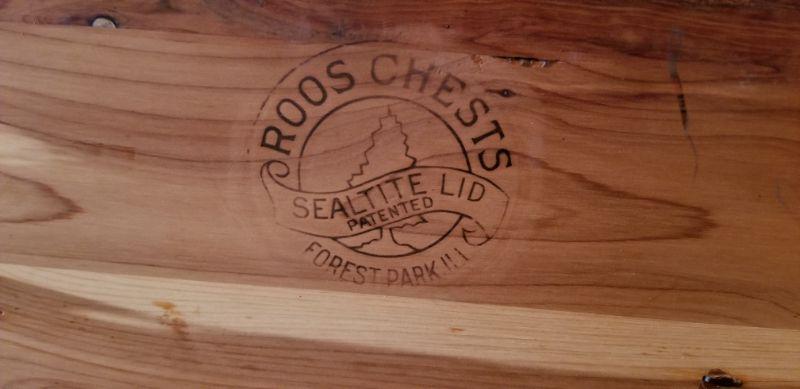 ROOS CHESTS
SEALTITE LID
PATENTED
FOREST PARK ILL